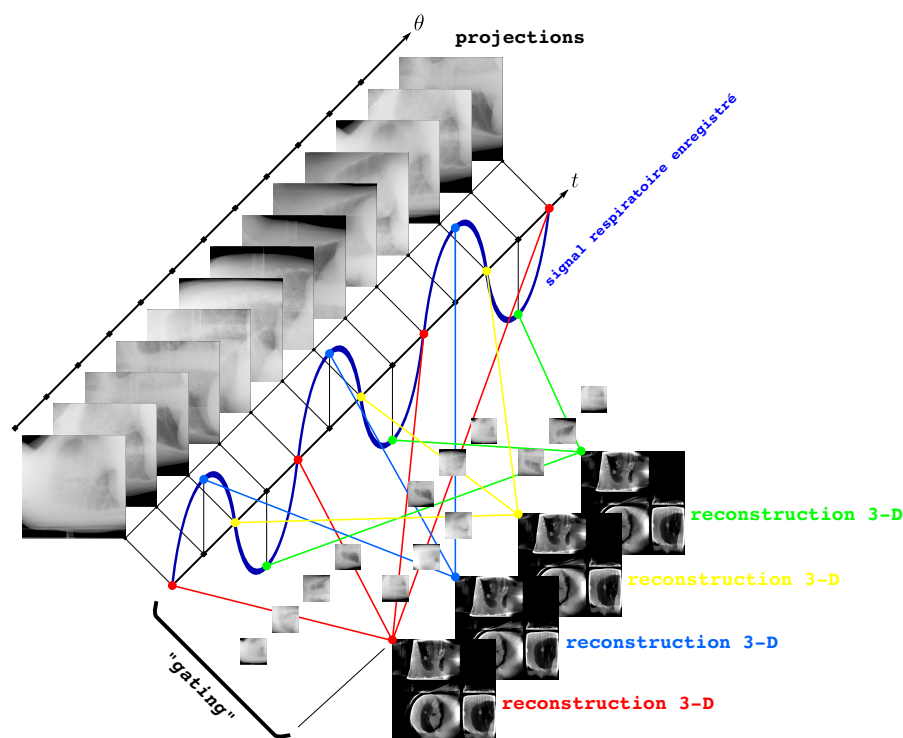 θ
projections
t
signal respiratoire enregistré
reconstruction 3-D
reconstruction 3-D
reconstruction 3-D
"gating"
reconstruction 3-D